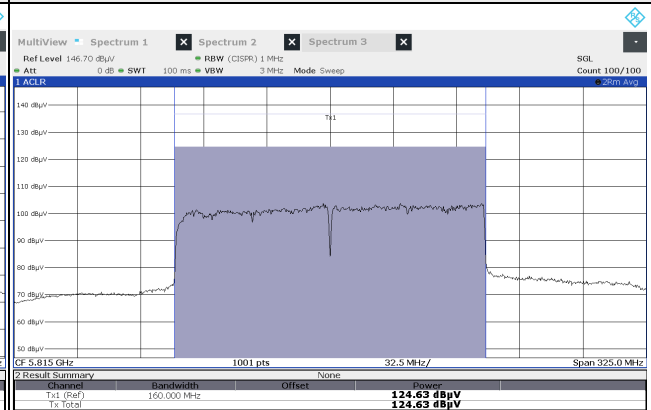 MultiView Spectrum 1 X Spectrum 2 X Spectrum 3 X
Ref Level 146.70 dBµV RBW (CISPR) 1 MHz SGL
Att 0 dB SWT 100 ms VBW 3 MHz Mode Sweep Count 100/100
1 ACLR 2Rm Avg
Tx1
140 dBµV
130 dBµV
120 dBµV
110 dBµV
100 dBµV
90 dBµV
80 dBµV
70 dBµV
60 dBµV
50 dBµV
CF 5.815 GHz 1001 pts 32.5 MHz/ Span 325.0 MHz
2 Result Summary None
Channel Bandwidth Offset Power
Tx1 (Ref) 160.000 MHz 124.63 dBµV
Tx Total 124.63 dBµV